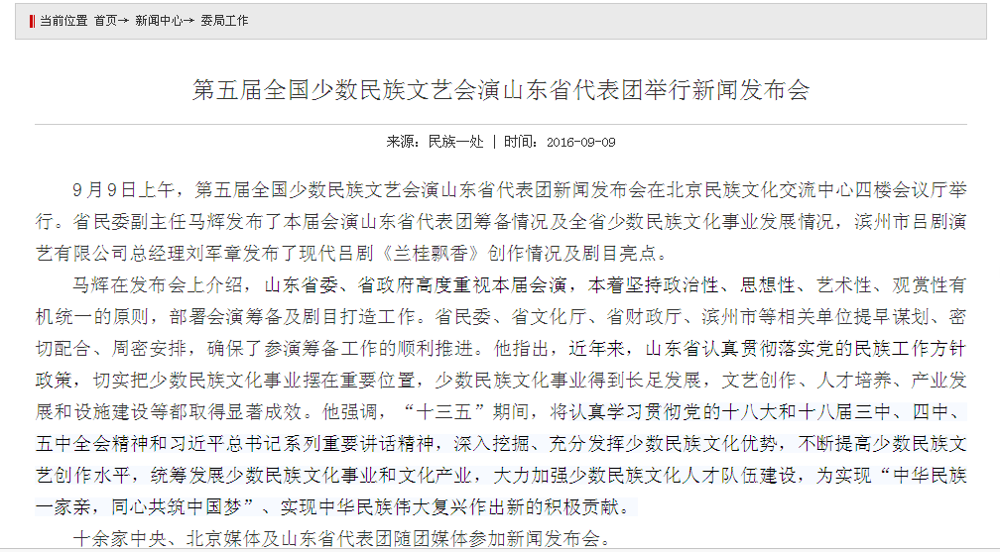 当前位置 首页→ 新闻中心→ 委局工作
第五届全国少数民族文艺会演山东省代表团举行新闻发布会
来源：民族一处 | 时间：2016-09-09
9月9日上午，第五届全国少数民族文艺会演山东省代表团新闻发布会在北京民族文化交流中心四楼会议厅举
行。省民委副主任马辉发布了本届会演山东省代表团筹备情况及全省少数民族文化事业发展情况，滨州市吕剧演
艺有限公司总经理刘军章发布了现代吕剧《兰桂飘香》创作情况及剧目亮点。
马辉在发布会上介绍，山东省委、省政府高度重视本届会演，本着坚持政治性、思想性、艺术性、观赏性有
机统一的原则，部署会演筹备及剧目打造工作。省民委、省文化厅、省财政厅、滨州市等相关单位提早谋划、密
切配合、周密安排，确保了参演筹备工作的顺利推进。他指出，近年来，山东省认真贯彻落实党的民族工作方针
政策，切实把少数民族文化事业摆在重要位置，少数民族文化事业得到长足发展，文艺创作、人才培养、产业发
展和设施建设等都取得显著成效。他强调，“十三五”期间，将认真学习贯彻党的十八大和十八届三中、四中、
五中全会精神和习近平总书记系列重要讲话精神，深入挖掘、充分发挥少数民族文化优势，不断提高少数民族文
艺创作水平，统筹发展少数民族文化事业和文化产业，大力加强少数民族文化人才队伍建设，为实现“中华民族
一家亲，同心共筑中国梦”、实现中华民族伟大复兴作出新的积极贡献。
十余家中央、北京媒体及山东省代表团随团媒体参加新闻发布会。